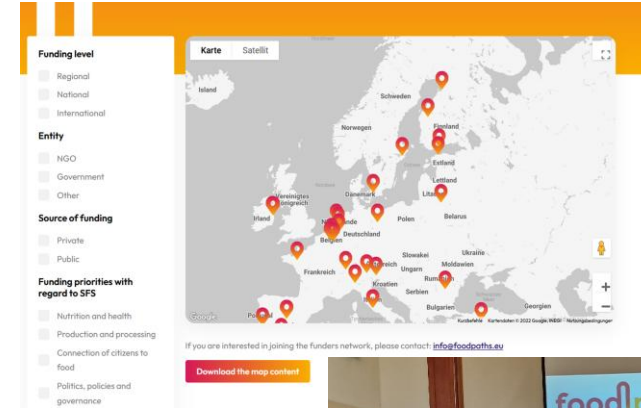 Funding level
Regional
National
International
Entity
NGO
Government
Other
Source of funding
Private
Public
Funding priorities with
regard to SFS
Nutrition and health
Production and processing
Connection of citizens to
food
Politics, policies and
governance
Karte
Satellit
Island
Schweden
Norwegen
Finnland
Estland
Lettland
Vereinigtes
Königreich
Dänemark
Irland
Polen
Belarus
Deutschland
Belgien
Slowakei
Ukraine
Moldawien
Frankreich
Ungarn
Kroatien
Serbien
Bulgarien
Georgien
Google
Kurzbefehle Kartendaten © 2022 Google, INEGI Nutzungsbedingungen
If you are interested in joining the funders network, please contact: info@foodpaths.eu
Download the map content
food